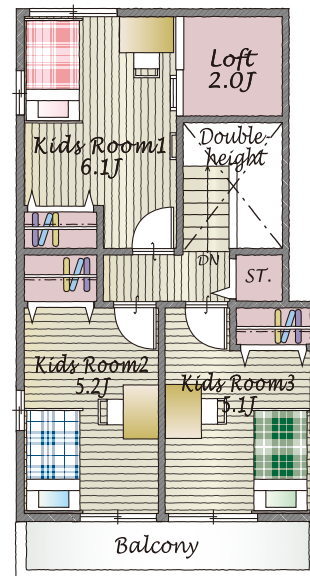 Loft
2.0J
Kids Room1
6.1J
Double
height
DN
ST.
Kids Room2
5.2J
Kids Room3
5.1J
Balcony